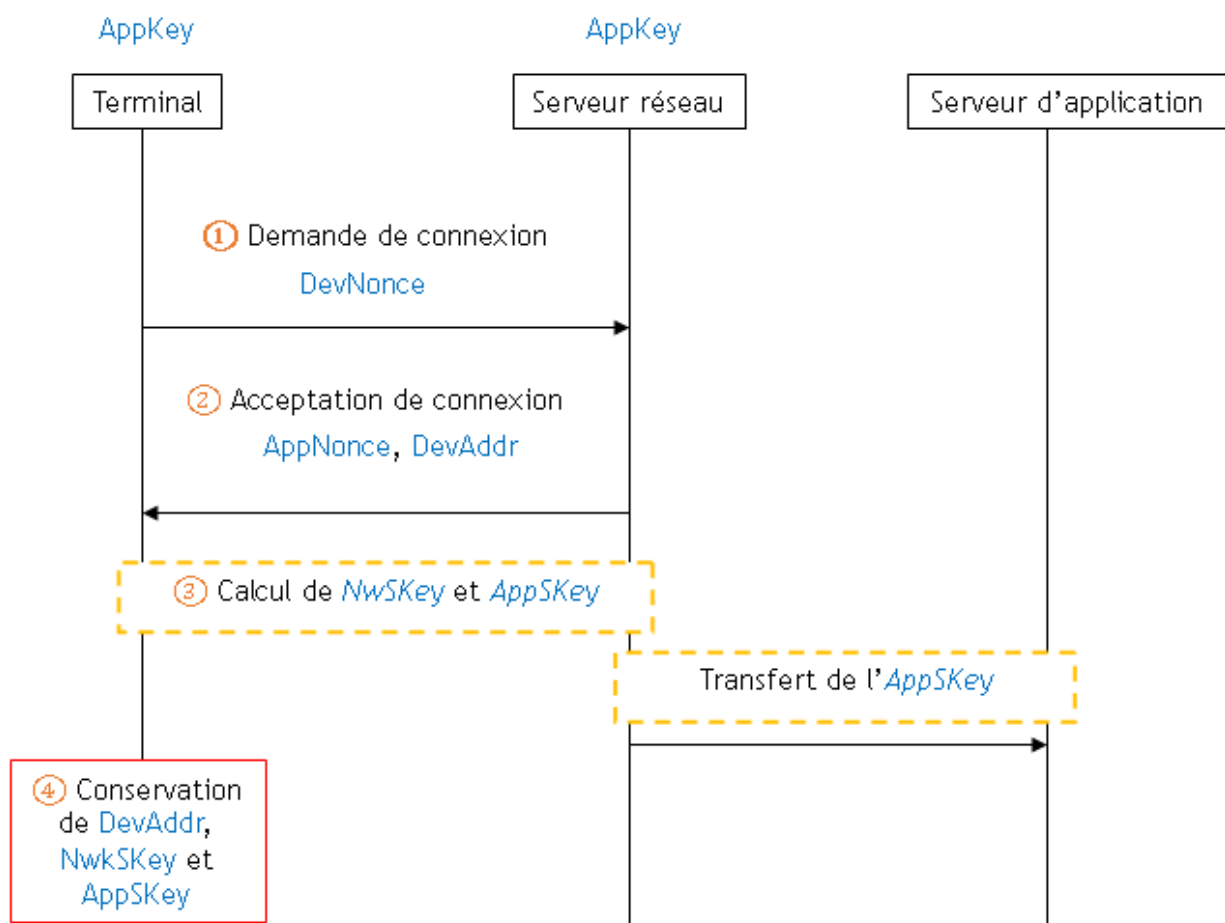 AppKey
AppKey
Terminal
Serveur réseau
Serveur d'application
① Demande de connexion
DevNonce
② Acceptation de connexion
AppNonce, DevAddr
③ Calcul de NwSKey et AppSKey
Transfert de l'AppSKey
④ Conservation
de DevAddr,
NwkSKey et
AppSKey